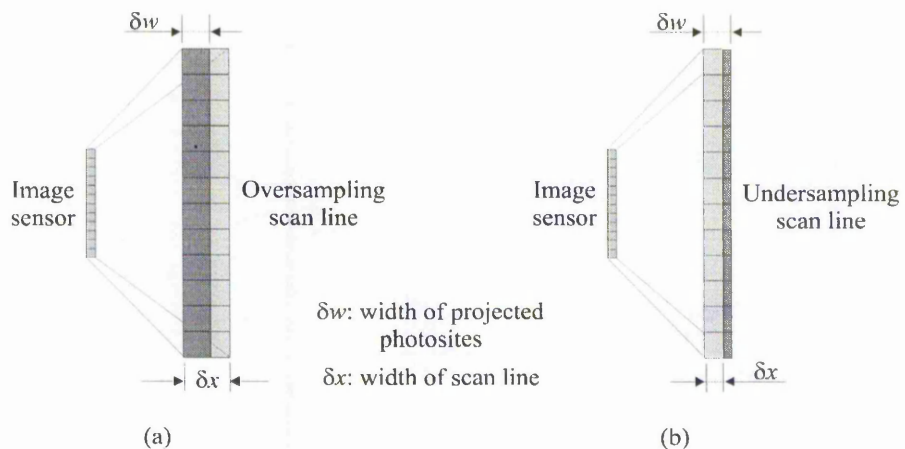 δw
Image
sensor
Oversampling
scan line
δx
(a)
δw: width of projected
photosites
δx: width of scan line
δw
Image
sensor
Undersampling
scan line
δx
(b)